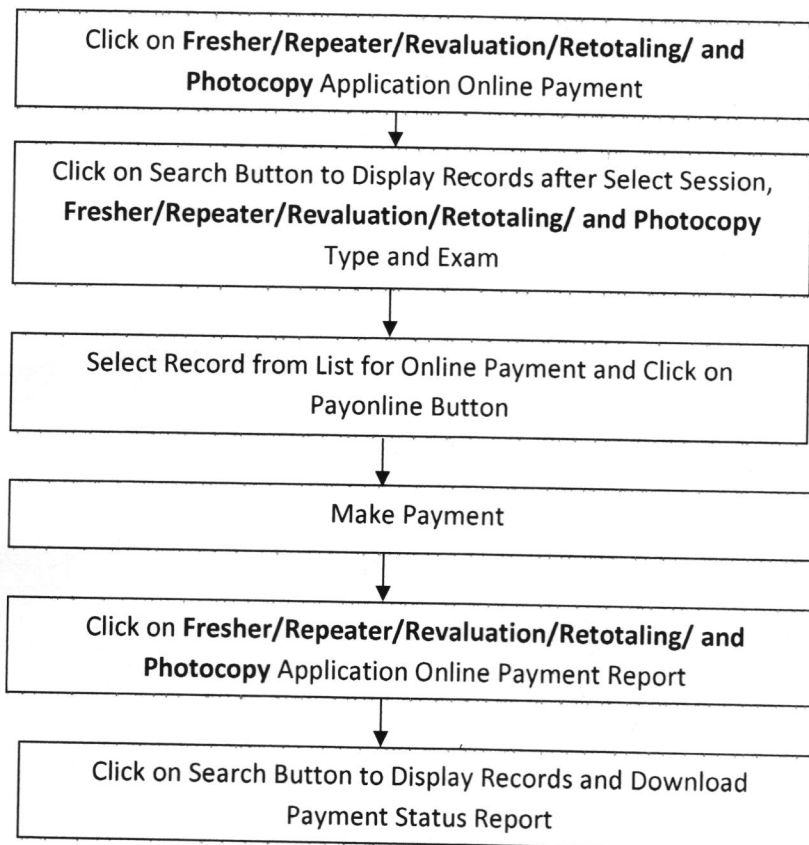 Click on Fresher/Repeater/Revaluation/Retotaling/ and
Photocopy Application Online Payment
Click on Search Button to Display Records after Select Session,
Fresher/Repeater/Revaluation/Retotaling/ and Photocopy
Type and Exam
Select Record from List for Online Payment and Click on
Payonline Button
Make Payment
Click on Fresher/Repeater/Revaluation/Retotaling/ and
Photocopy Application Online Payment Report
Click on Search Button to Display Records and Download
Payment Status Report